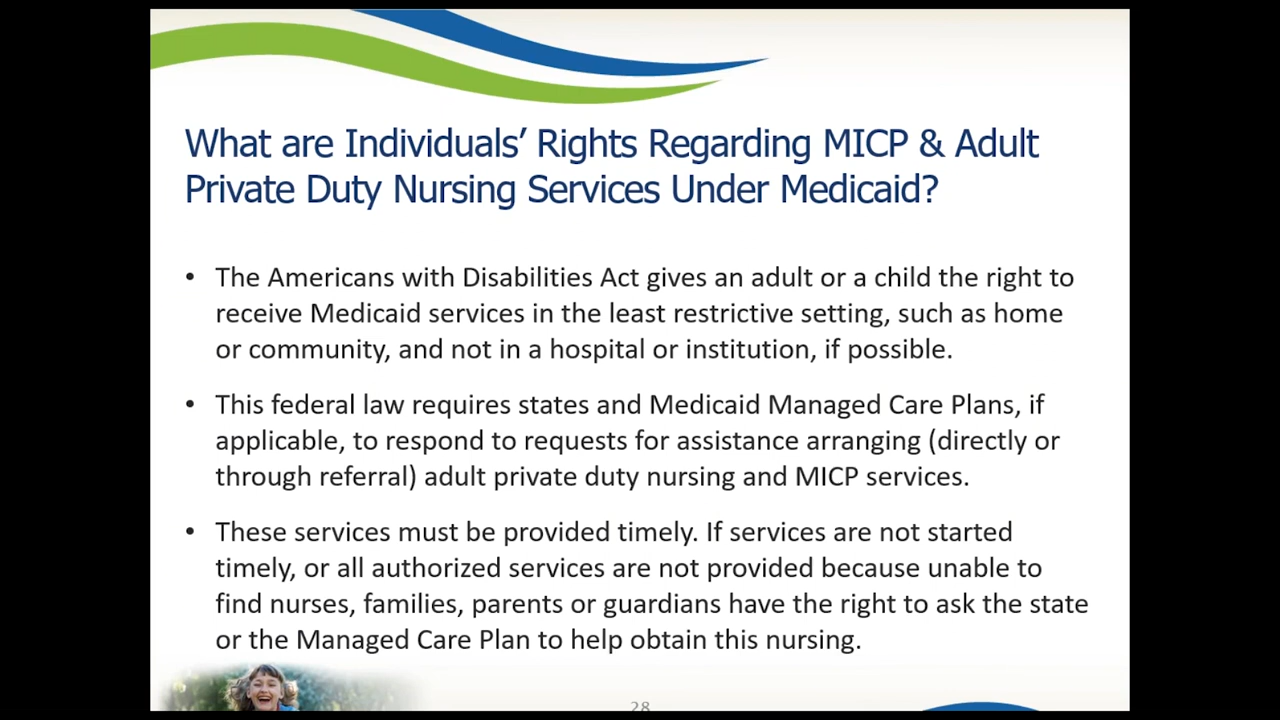 What are Individuals’ Rights Regarding MICP & Adult
Private Duty Nursing Services Under Medicaid?
• The Americans with Disabilities Act gives an adult or a child the right to
receive Medicaid services in the least restrictive setting, such as home
or community, and not in a hospital or institution, if possible.
• This federal law requires states and Medicaid Managed Care Plans, if
applicable, to respond to requests for assistance arranging (directly or
through referral) adult private duty nursing and MICP services.
• These services must be provided timely. If services are not started
timely, or all authorized services are not provided because unable to
find nurses, families, parents or guardians have the right to ask the state
or the Managed Care Plan to help obtain this nursing.
28